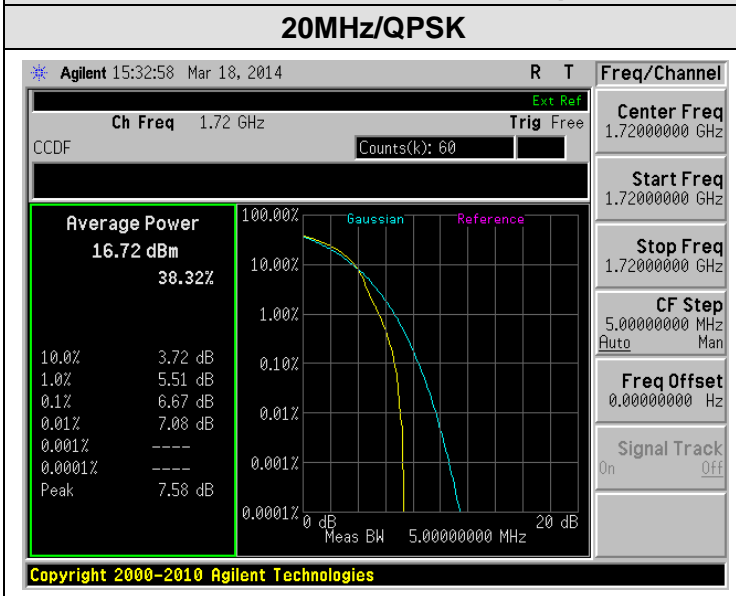 20MHz/QPSK
Agilent 15:32:58 Mar 18, 2014 R T
Freq/Channel
Ext Ref
Ch Freq 1.72 GHz Trig Free
CCDF Counts(k): 60
Center Freq
1.72000000 GHz
Start Freq
1.72000000 GHz
Stop Freq
1.72000000 GHz
CF Step
5.00000000 MHz
Auto Man
Freq Offset
0.00000000 Hz
Signal Track
On Off
Average Power
16.72 dBm
38.32%
10.0% 3.72 dB
1.0% 5.51 dB
0.1% 6.67 dB
0.01% 7.08 dB
0.001% ----
0.0001% ----
Peak 7.58 dB
Gaussian Reference
100.00%
10.00%
1.00%
0.10%
0.01%
0.001%
0.0001%
0 dB 20 dB
Meas BW 5.00000000 MHz
Copyright 2000-2010 Agilent Technologies